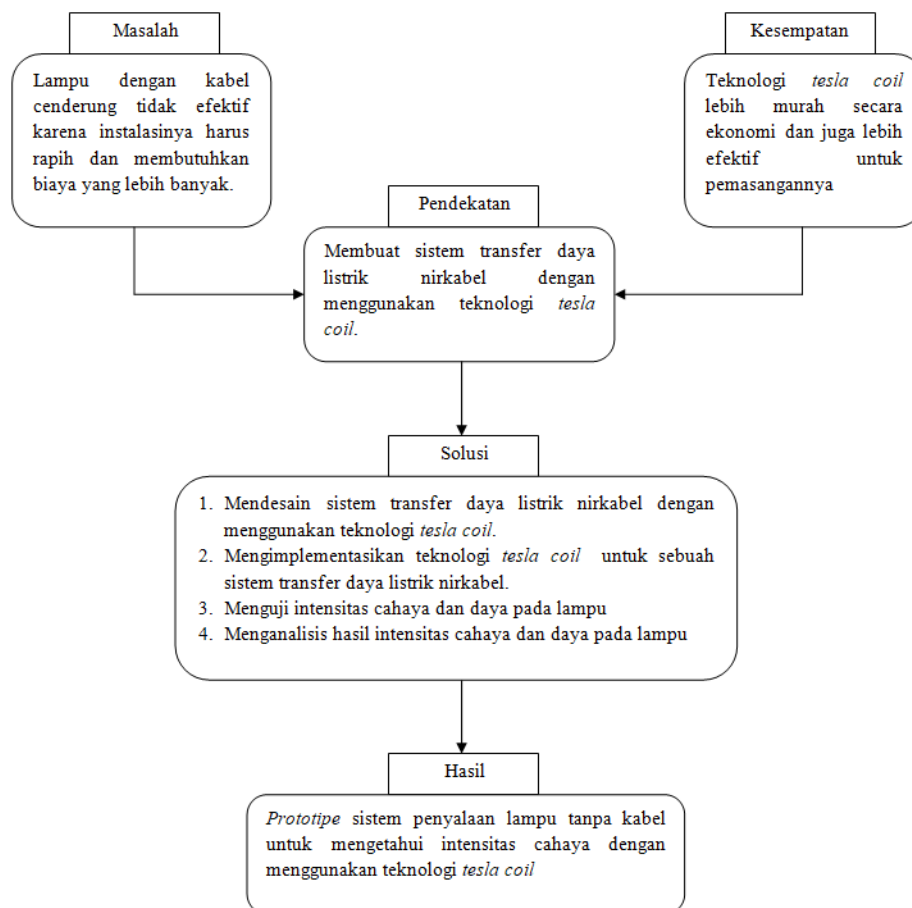 Masalah
Lampu dengan kabel
cenderung tidak efektif
karena instalasinya harus
rapih dan membutuhkan
biaya yang lebih banyak.
Kesempatan
Teknologi tesla coil
lebih murah secara
ekonomi dan juga lebih
efektif untuk
pemasangannya
Pendekatan
Membuat sistem transfer daya
listrik nirkabel dengan
menggunakan teknologi tesla
coil.
Solusi
1. Mendesain sistem transfer daya listrik nirkabel dengan
menggunakan teknologi tesla coil.
2. Mengimplementasikan teknologi tesla coil untuk sebuah
sistem transfer daya listrik nirkabel.
3. Menguji intensitas cahaya dan daya pada lampu
4. Menganalisis hasil intensitas cahaya dan daya pada lampu
Hasil
Prototipe sistem penyalaan lampu tanpa kabel
untuk mengetahui intensitas cahaya dengan
menggunakan teknologi tesla coil